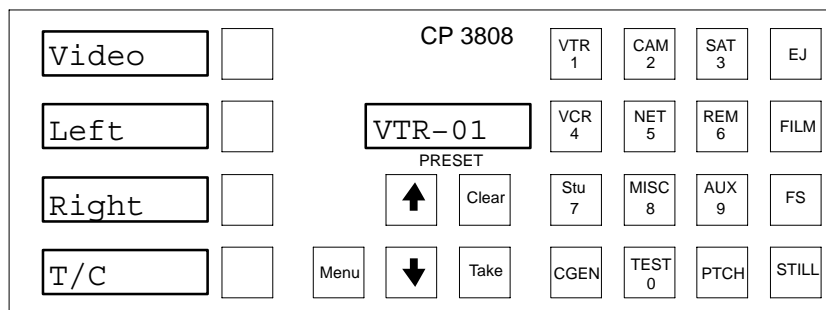 CP 3808
Video
VTR 1
CAM 2
SAT 3
EJ
Left
VTR-01
PRESET
VCR 4
NET 5
REM 6
FILM
Right
Clear
Stu 7
MISC 8
AUX 9
FS
T/C
Menu
Take
CGEN
TEST 0
PTCH
STILL